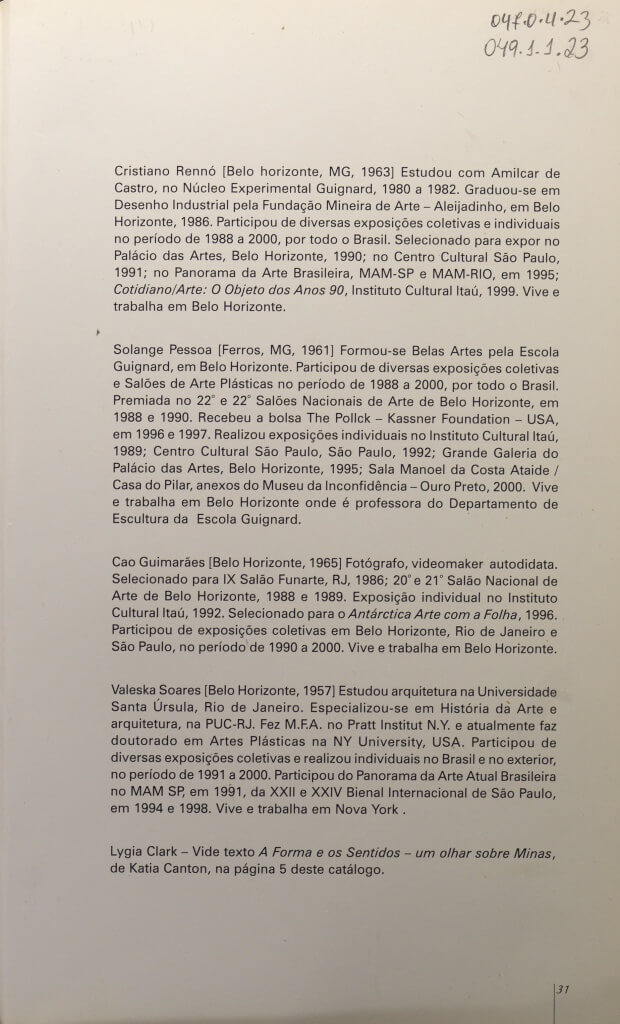 047.0.4.23
049.1.1.23
Cristiano Rennó [Belo horizonte, MG, 1963] Estudou com Amilcar de
Castro, no Núcleo Experimental Guignard, 1980 a 1982. Graduou-se em
Desenho Industrial pela Fundação Mineira de Arte – Aleijadinho, em Belo
Horizonte, 1986. Participou de diversas exposições coletivas e individuais
no período de 1988 a 2000, por todo o Brasil. Selecionado para expor no
Palácio das Artes, Belo Horizonte, 1990; no Centro Cultural São Paulo,
1991; no Panorama da Arte Brasileira, MAM-SP e MAM-RIO, em 1995;
Cotidiano/Arte: O Objeto dos Anos 90, Instituto Cultural Itaú, 1999. Vive e
trabalha em Belo Horizonte.
Solange Pessoa [Ferros, MG, 1961] Formou-se Belas Artes pela Escola
Guignard, em Belo Horizonte. Participou de diversas exposições coletivas
e Salões de Arte Plásticas no período de 1988 a 2000, por todo o Brasil.
Premiada no 22° e 22° Salões Nacionais de Arte de Belo Horizonte, em
1988 e 1990. Recebeu a bolsa The Pollck – Kassner Foundation – USA,
em 1996 e 1997. Realizou exposições individuais no Instituto Cultural Itaú,
1989; Centro Cultural São Paulo, São Paulo, 1992; Grande Galeria do
Palácio das Artes, Belo Horizonte, 1995; Sala Manoel da Costa Ataide /
Casa do Pilar, anexos do Museu da Inconfidência – Ouro Preto, 2000. Vive
e trabalha em Belo Horizonte onde é professora do Departamento de
Escultura da Escola Guignard.
Cao Guimarães [Belo Horizonte, 1965] Fotógrafo, videomaker autodidata.
Selecionado para IX Salão Funarte, RJ, 1986; 20° e 21° Salão Nacional de
Arte de Belo Horizonte, 1988 e 1989. Exposição individual no Instituto
Cultural Itaú, 1992. Selecionado para o Antárctica Arte com a Folha, 1996.
Participou de exposições coletivas em Belo Horizonte, Rio de Janeiro e
São Paulo, no período de 1990 a 2000. Vive e trabalha em Belo Horizonte.
Valeska Soares [Belo Horizonte, 1957] Estudou arquitetura na Universidade
Santa Úrsula, Rio de Janeiro. Especializou-se em História da Arte e
arquitetura, na PUC-RJ. Fez M.F.A. no Pratt Institut N.Y. e atualmente faz
doutorado em Artes Plásticas na NY University, USA. Participou de
diversas exposições coletivas e realizou individuais no Brasil e no exterior,
no período de 1991 a 2000. Participou do Panorama da Arte Atual Brasileira
no MAM SP, em 1991, da XXII e XXIV Bienal Internacional de São Paulo,
em 1994 e 1998. Vive e trabalha em Nova York .
Lygia Clark – Vide texto A Forma e os Sentidos – um olhar sobre Minas,
de Katia Canton, na página 5 deste catálogo.
31